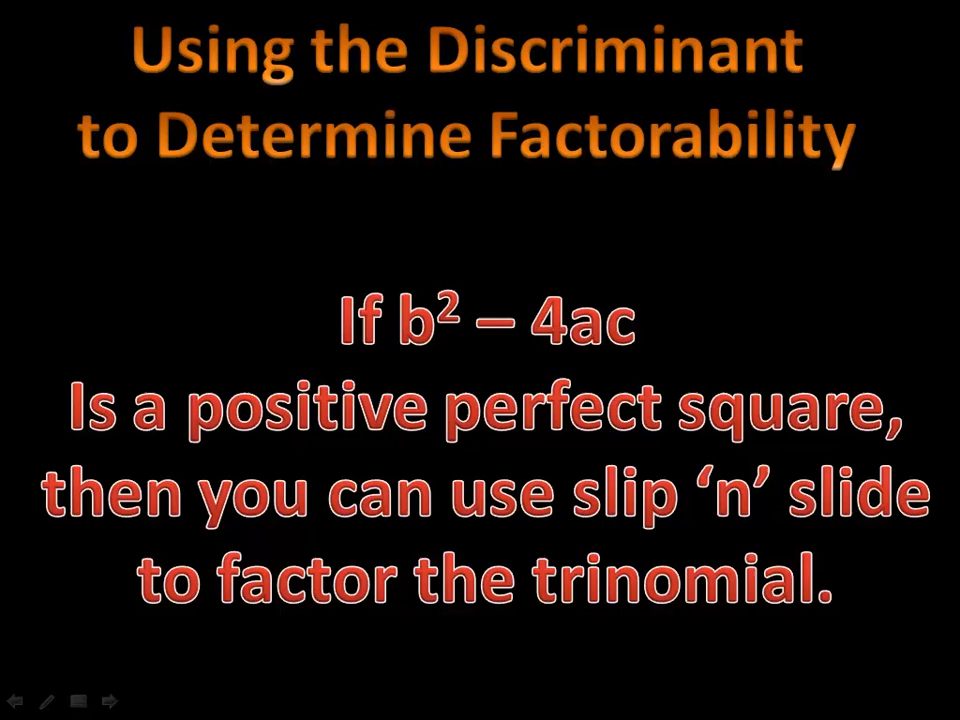 Using the Discriminant
to Determine Factorability
If b² – 4ac
Is a positive perfect square,
then you can use slip ‘n’ slide
to factor the trinomial.